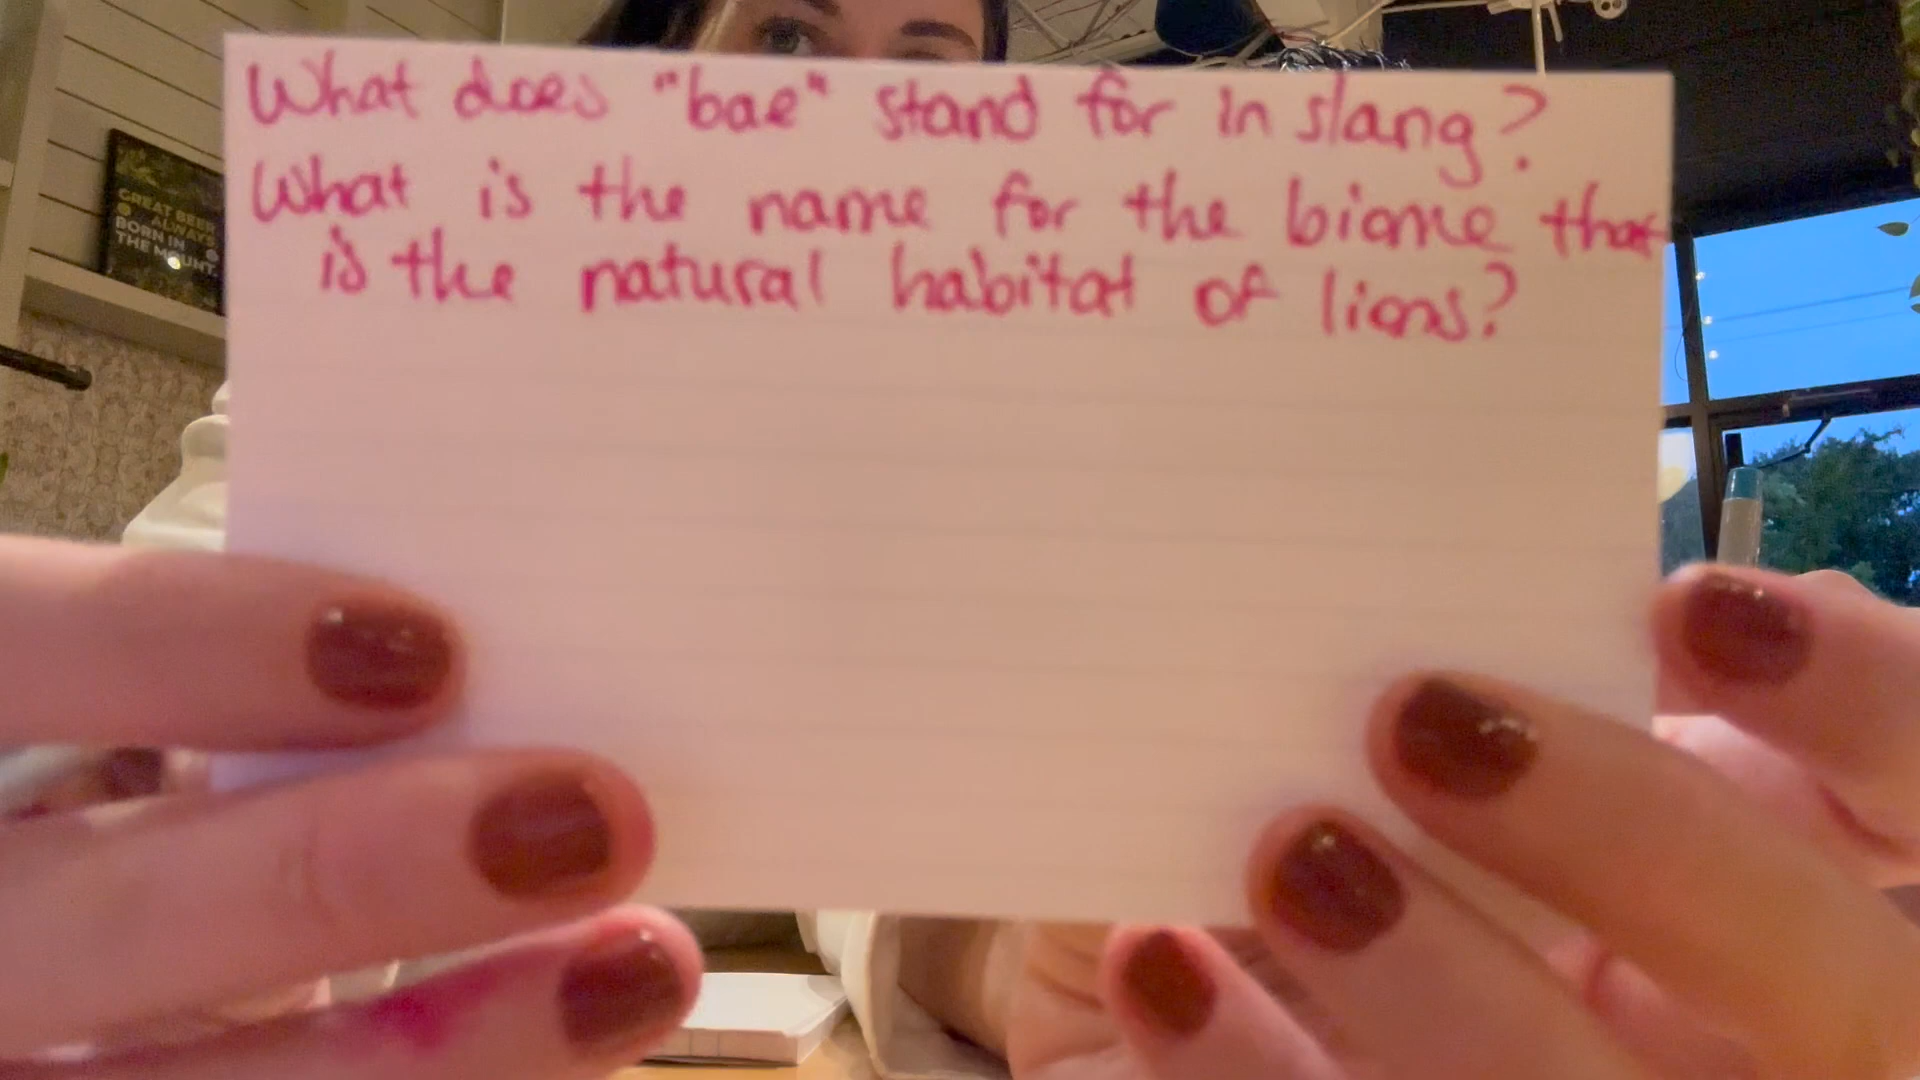 What does "bae" stand for in slang?
What is the name for the biome that
is the natural habitat of lions?
GREAT BEER
ALWAYS
BORN IN
THE MOUNT.